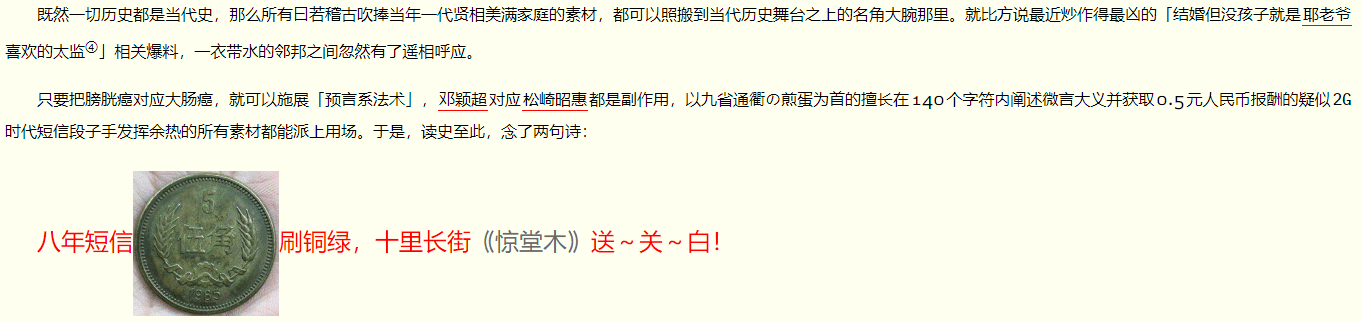 既然一切历史都是当代史，那么所有日若稽古吹捧当年一代贤相美满家庭的素材，都可以照搬到当代历史舞台之上的名角大腕那里。就比方说最近炒作得最凶的「结婚但没孩子就是耶老爷
喜欢的太监④」相关爆料，一衣带水的邻邦之间忽然有了遥相呼应。
只要把膀胱癌对应大肠癌，就可以施展「预言系法术」，邓颖超对应松崎昭惠都是副作用，以九省通衢の煎蛋为首的擅长在140个字符内阐述微言大义并获取0.5元人民币报酬的疑似2G
时代短信段子手发挥余热的所有素材都能派上用场。于是，读史至此，念了两句诗：
八年短信5伍角1985刷铜绿，十里长街《惊堂木》送～关～白！